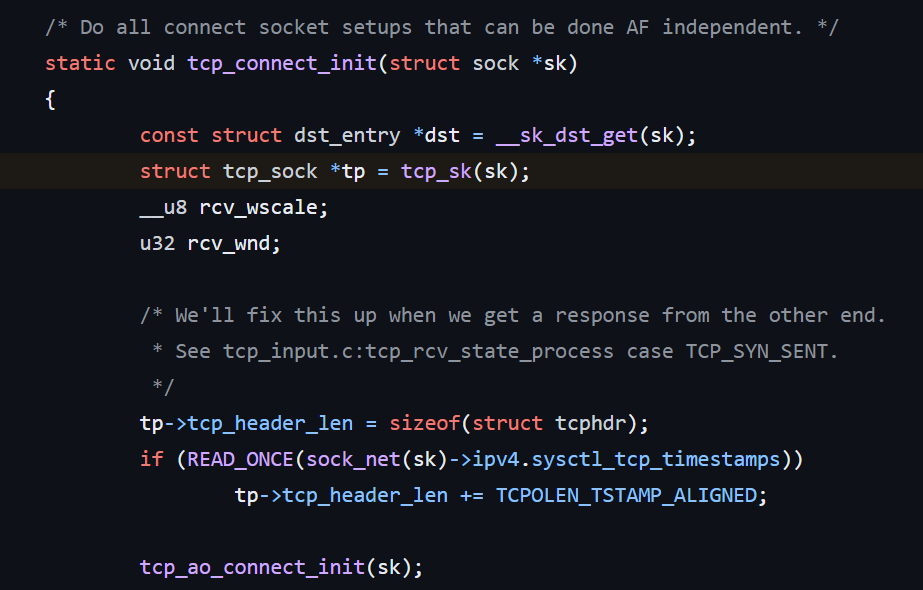 /* Do all connect socket setups that can be done AF independent. */
static void tcp_connect_init(struct sock *sk)
{
const struct dst_entry *dst = __sk_dst_get(sk);
struct tcp_sock *tp = tcp_sk(sk);
__u8 rcv_wscale;
u32 rcv_wnd;
/* We'll fix this up when we get a response from the other end.
* See tcp_input.c:tcp_rcv_state_process case TCP_SYN_SENT.
*/
tp->tcp_header_len = sizeof(struct tcphdr);
if (READ_ONCE(sock_net(sk)->ipv4.sysctl_tcp_timestamps))
tp->tcp_header_len += TCPOLEN_TSTAMP_ALIGNED;
tcp_ao_connect_init(sk);